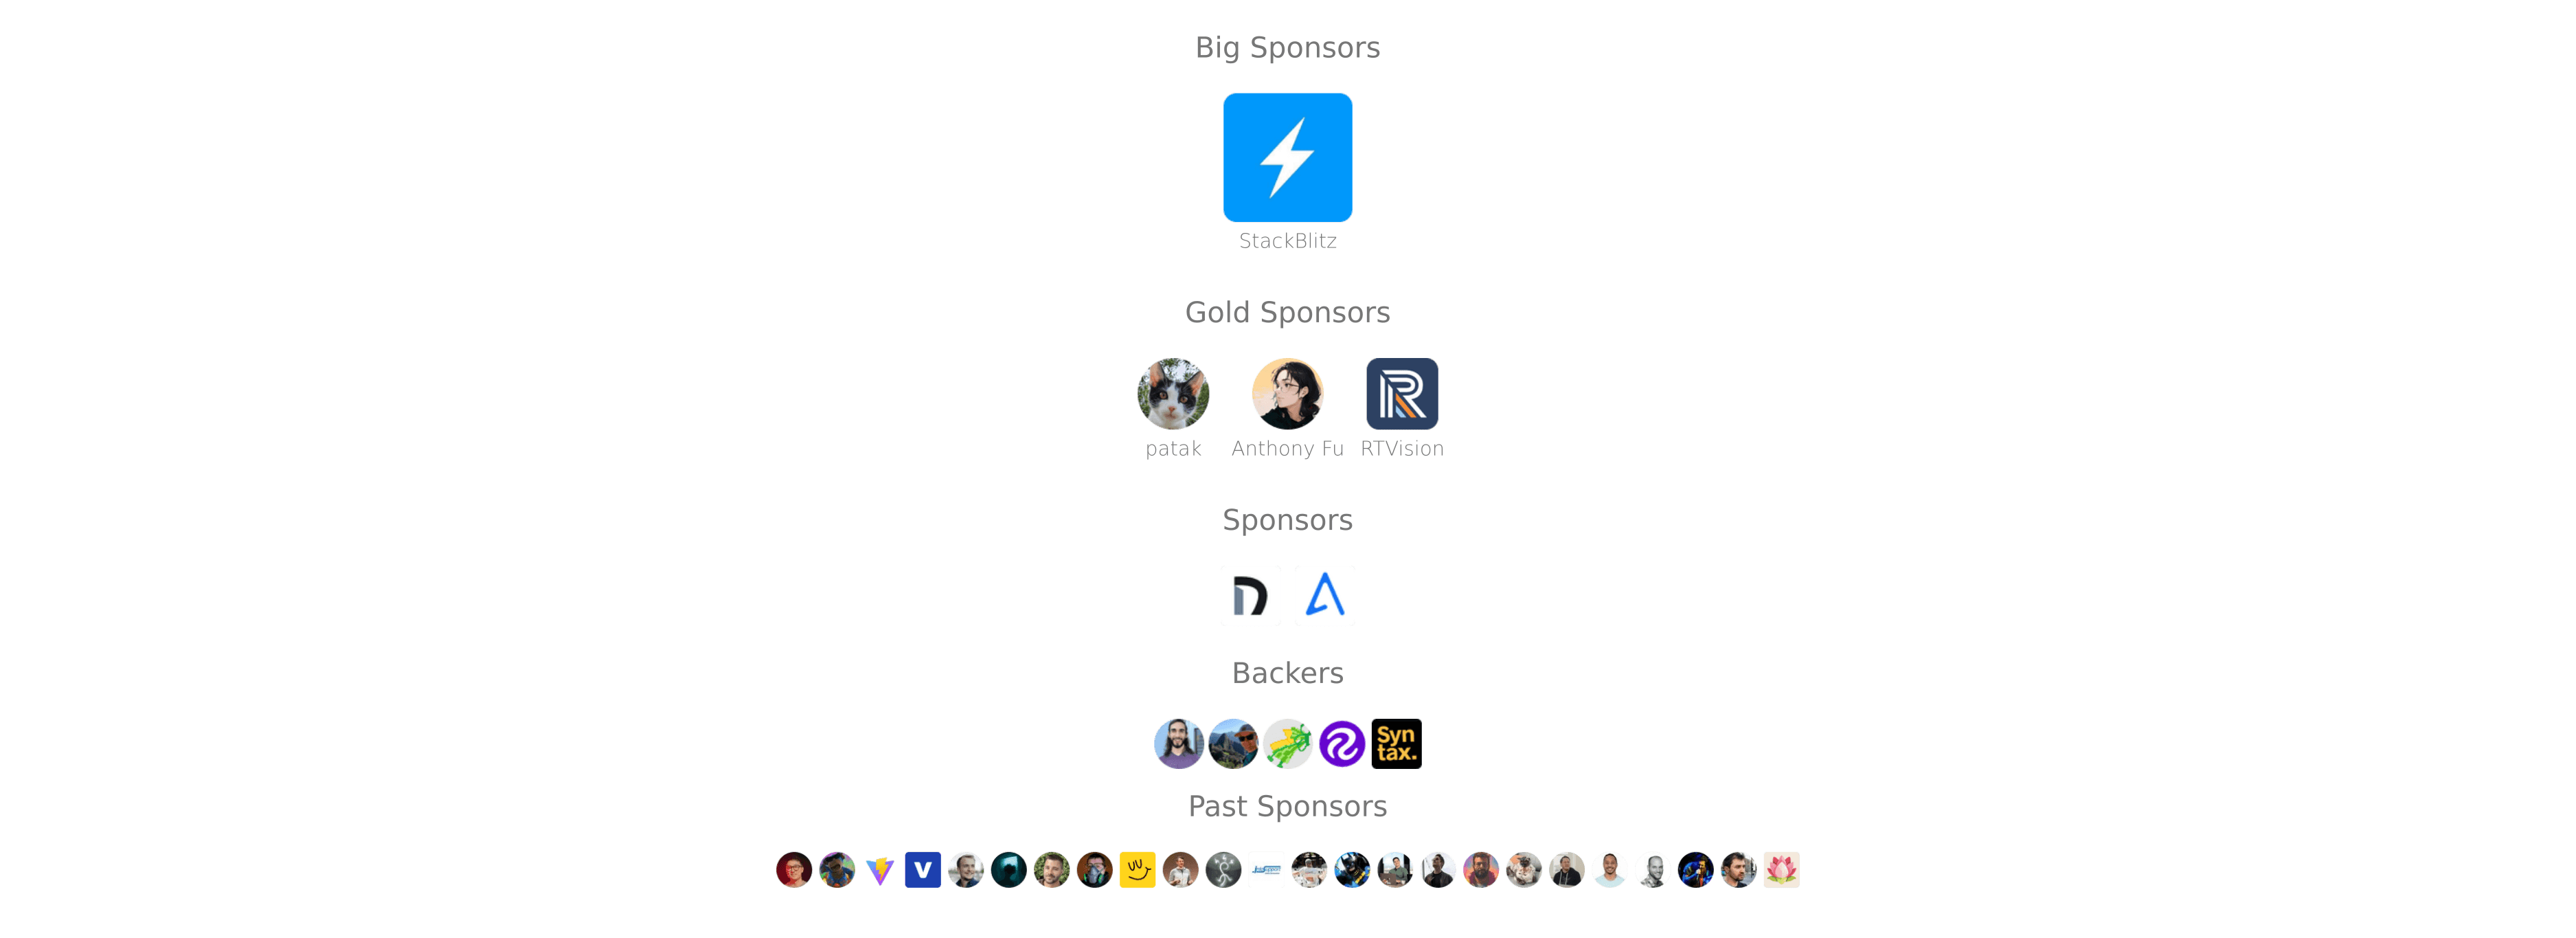 Big Sponsors
StackBlitz
Gold Sponsors
patak Anthony Fu RTVision
Sponsors
Backers
Syn
tax.
Past Sponsors